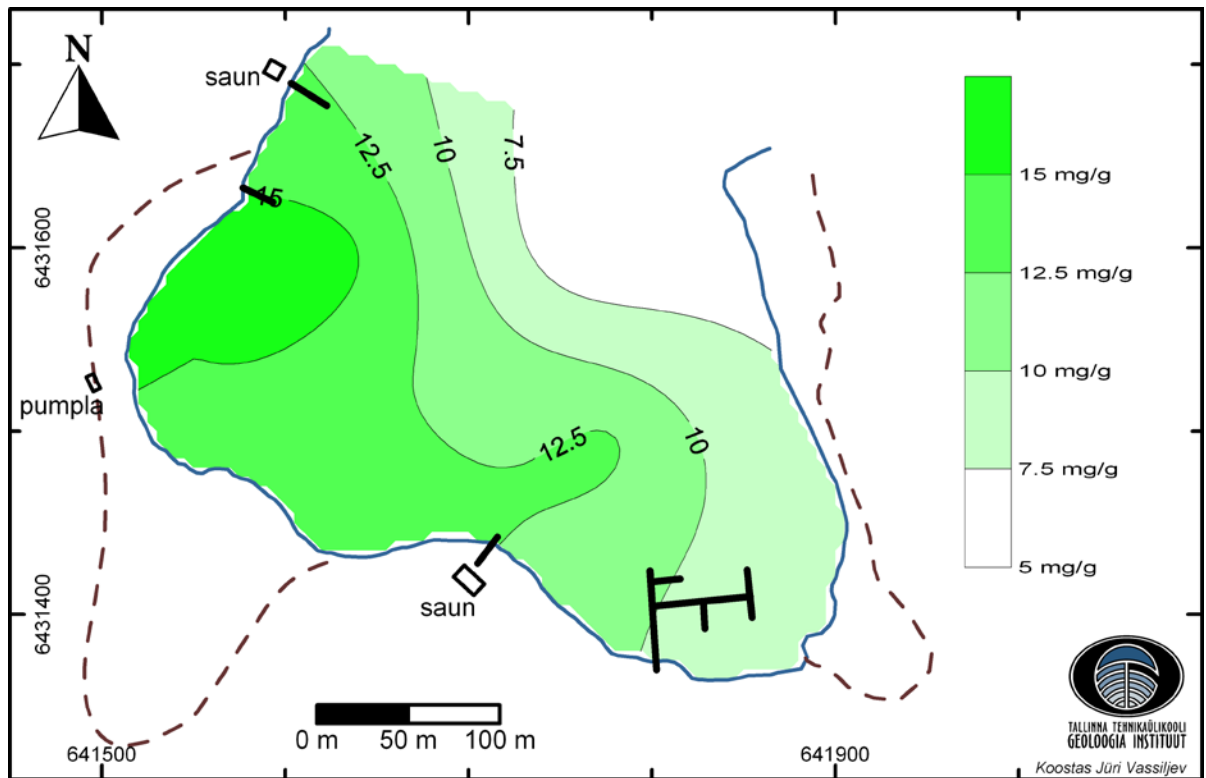 N
saun
15
12.5
10
7.5
6431600
pumpla
12.5
10
6431400
saun
0 m 50 m 100 m
641500
641900
15 mg/g
12.5 mg/g
10 mg/g
7.5 mg/g
5 mg/g
TALLINNA TEHNIKAÜLIKOOLI
GEOLOOGIA INSTITUUT
Koostas Jüri Vassiljev